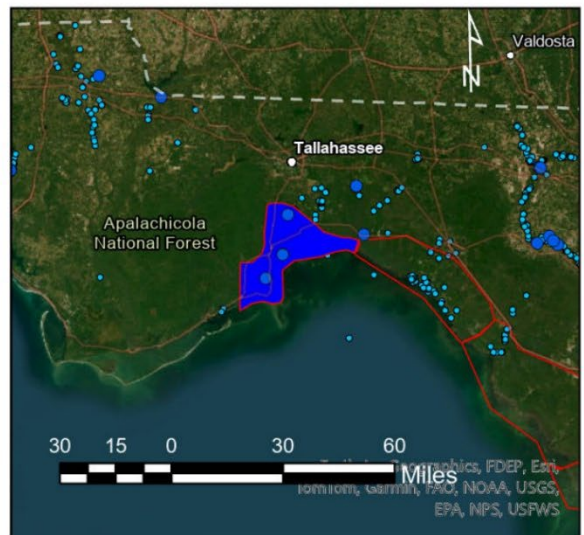 N
Valdosta
Tallahassee
Apalachicola
National Forest
30 15 0 30 60
Miles
Esri,
TomTom, Garmin, FAO, NOAA, USGS,
EPA, NPS, USFWS